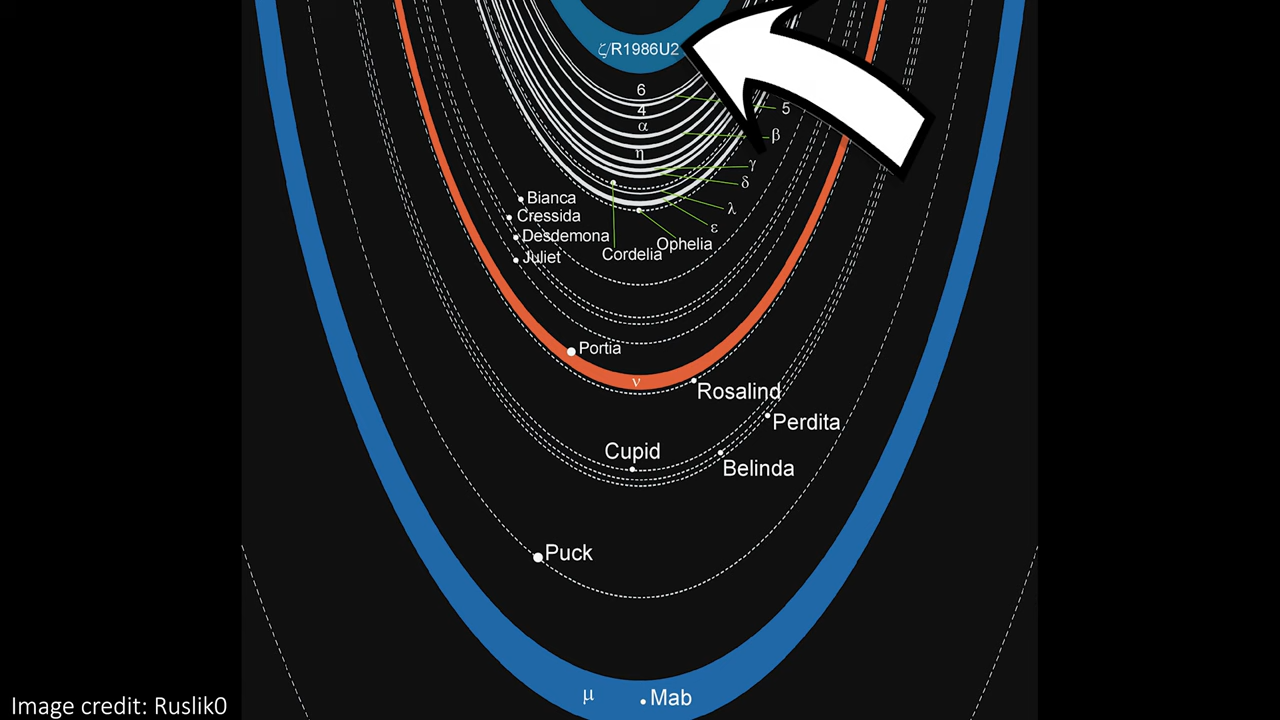 ζ/R1986U2
6
4
5
α
β
η
γ
δ
λ
ε
Bianca
Cressida
Desdemona
Juliet
Cordelia
Ophelia
Portia
ν
Rosalind
Perdita
Cupid
Belinda
Puck
μ
Mab
Image credit: Ruslik0